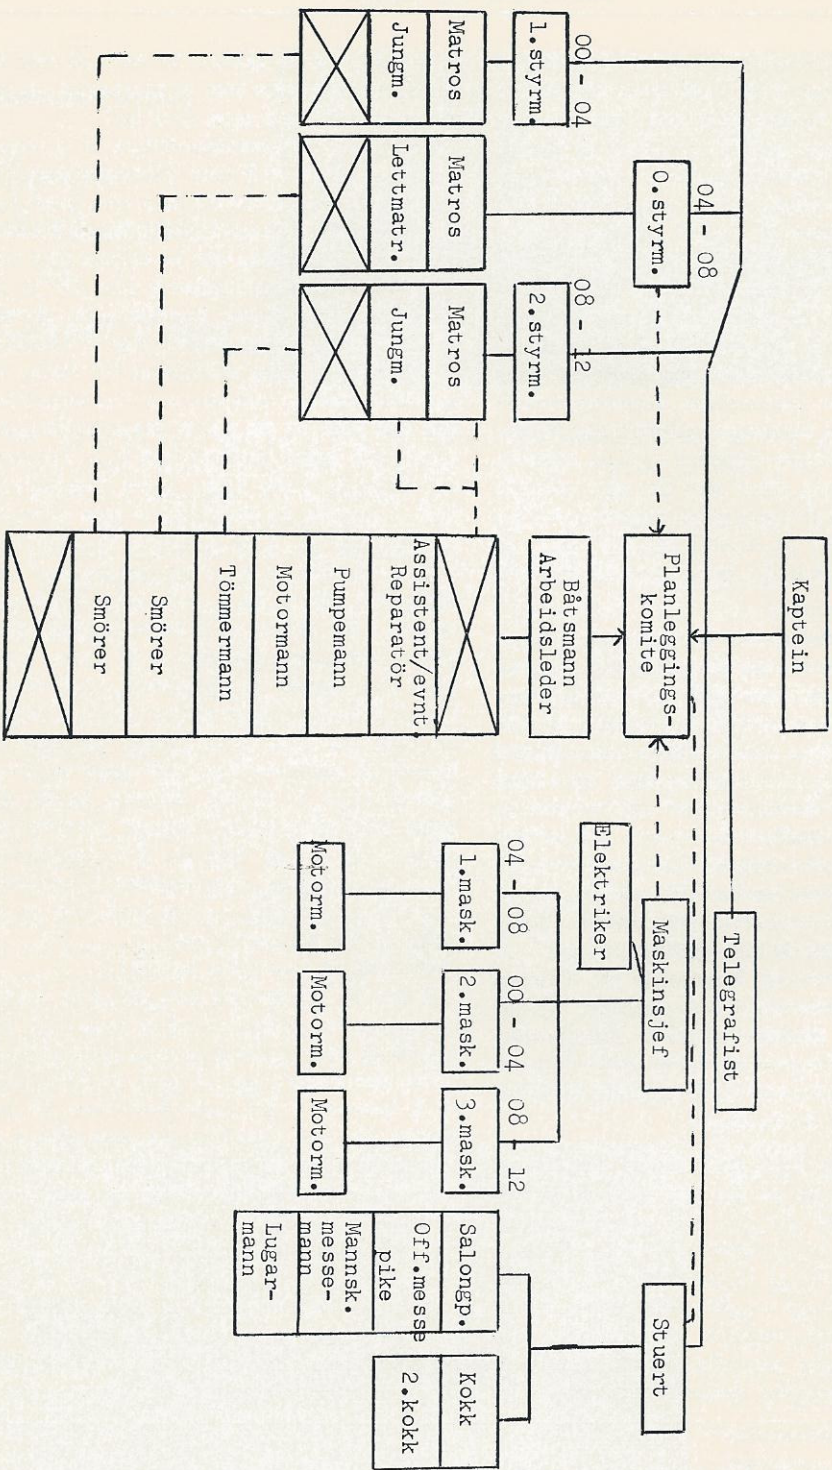 Kaptein
Telegrafist
Planleggings-
komite
Båtsmann
Arbeidsleder
Assistent/evnt.
Reparatör
Pumpemann
Motormann
Tömmermann
Smörer
Smörer
00 - 04
1.styrm.
Matros
Jungm.
04 - 08
0.styrm.
Matros
Lettmatr.
08 - 12
2.styrm.
Matros
Jungm.
Maskinsjef
Elektriker
04 - 08
1.mask.
Motorm.
00 - 04
2.mask.
Motorm.
08 - 12
3.mask.
Motorm.
Stuert
Salongp.
Off.messe
pike
Mannsk.
messe-
mann
Lugar-
mann
Kokk
2.kokk